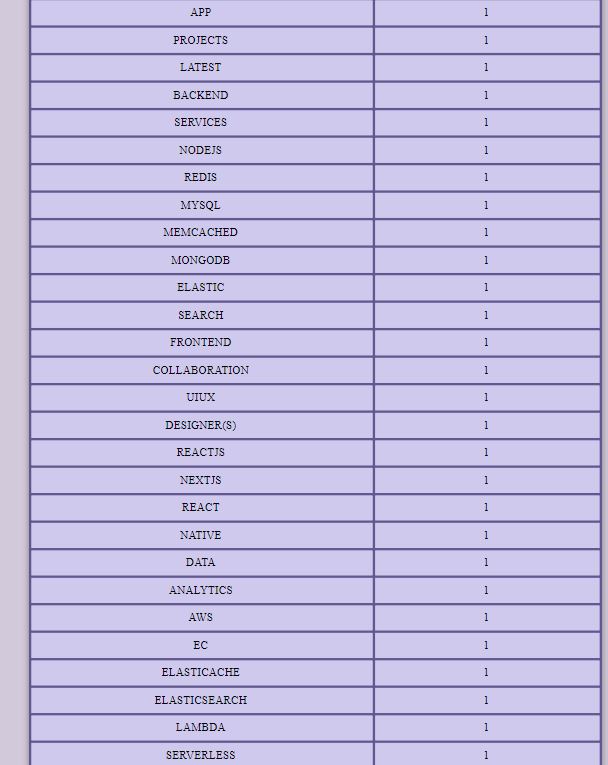 APP 1
PROJECTS 1
LATEST 1
BACKEND 1
SERVICES 1
NODEJS 1
REDIS 1
MYSQL 1
MEMCACHED 1
MONGODB 1
ELASTIC 1
SEARCH 1
FRONTEND 1
COLLABORATION 1
UIUX 1
DESIGNER(S) 1
REACTJS 1
NEXTJS 1
REACT 1
NATIVE 1
DATA 1
ANALYTICS 1
AWS 1
EC 1
ELASTICACHE 1
ELASTICSEARCH 1
LAMBDA 1
SERVERLESS 1